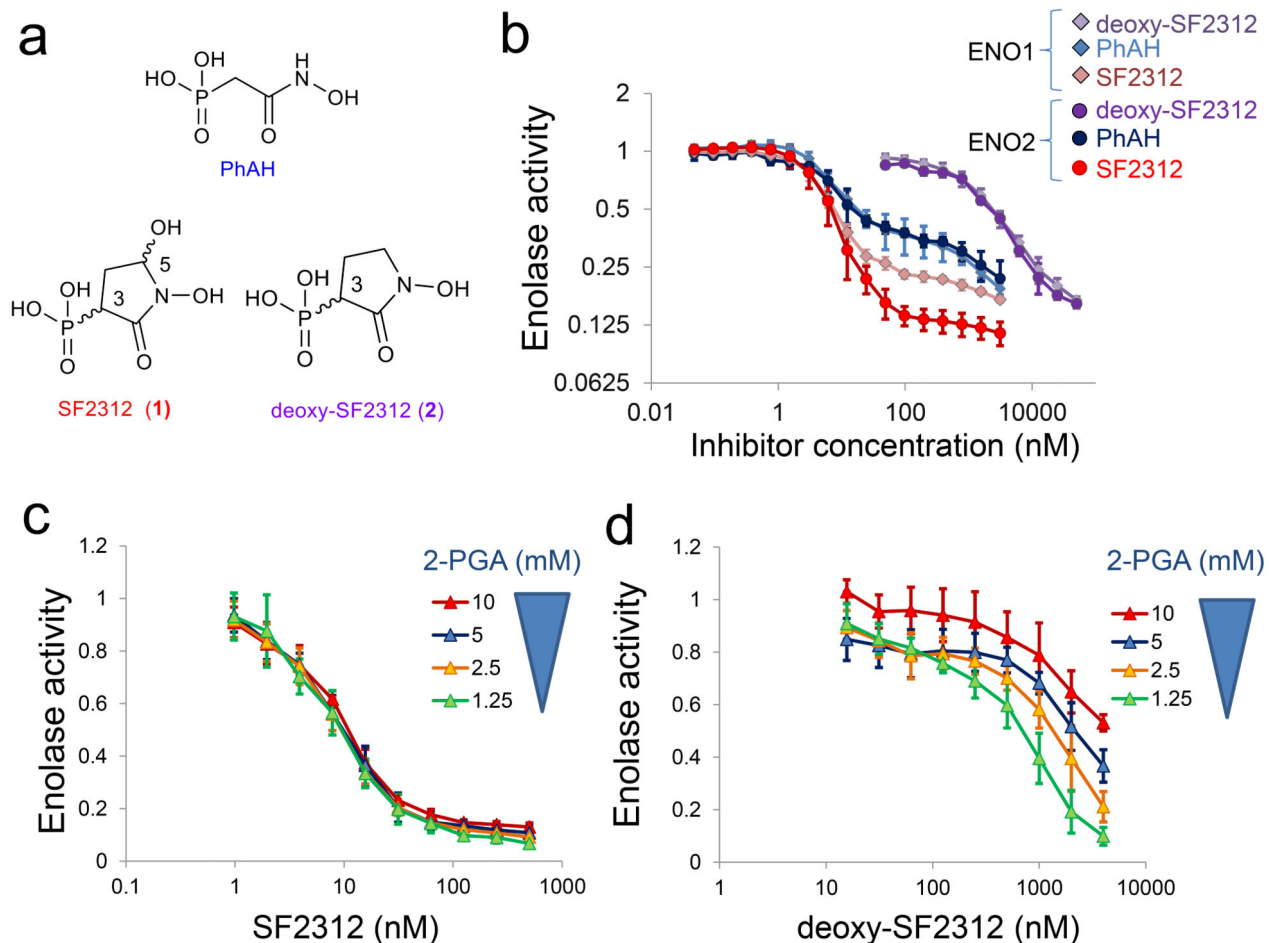 a
OH
HO
P
O
H
N
OH
O
PhAH
OH
5
OH
HO
3
N
OH
P
O
O
SF2312 (1)
OH
HO
3
N
OH
P
O
O
deoxy-SF2312 (2)
b
ENO1
deoxy-SF2312
PhAH
SF2312
ENO2
deoxy-SF2312
PhAH
SF2312
Enolase activity
2
1
0.5
0.25
0.125
0.0625
0.01
1
100
10000
Inhibitor concentration (nM)
c
Enolase activity
1.2
1
0.8
0.6
0.4
0.2
0
0.1
1
10
100
1000
SF2312 (nM)
2-PGA (mM)
10
5
2.5
1.25
d
Enolase activity
1.2
1
0.8
0.6
0.4
0.2
0
1
10
100
1000
10000
deoxy-SF2312 (nM)
2-PGA (mM)
10
5
2.5
1.25